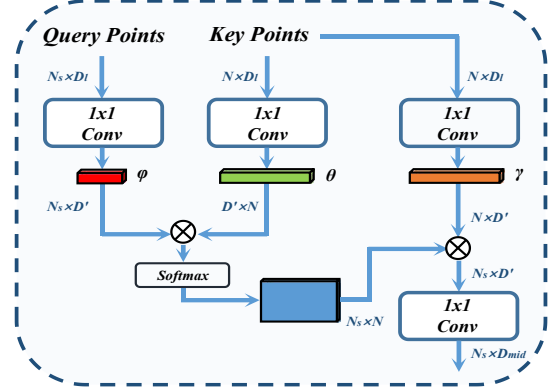 Query Points
Key Points
Nₛ×Dₗ
N×Dₗ
N×Dₗ
1x1
Conv
1x1
Conv
1x1
Conv
φ
θ
γ
Nₛ×D'
D'×N
N×D'
Softmax
Nₛ×D'
Nₛ×N
1x1
Conv
Nₛ×Dmid